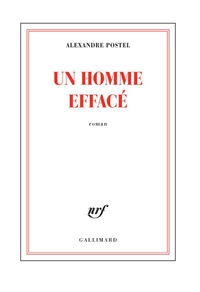 ALEXANDRE POSTEL
UN HOMME
EFFACÉ
roman
nrf
GALLIMARD